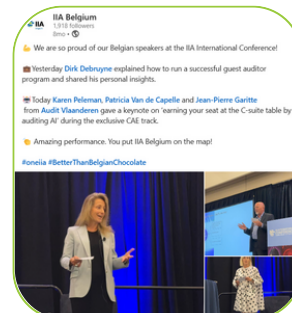 IIA Belgium
1,918 followers
8mo •
We are so proud of our Belgian speakers at the IIA International Conference!
Yesterday Dirk Debruyne explained how to run a successful guest auditor
program and shared his personal insights.
Today Karen Peleman, Patricia Van de Capelle and Jean-Pierre Garitte
from Audit Vlaanderen gave a keynote on 'earning your seat at the C-suite table by
auditing AI' during the exclusive CAE track.
Amazing performance. You put IIA Belgium on the map!
#oneiia #BetterThanBelgianChocolate